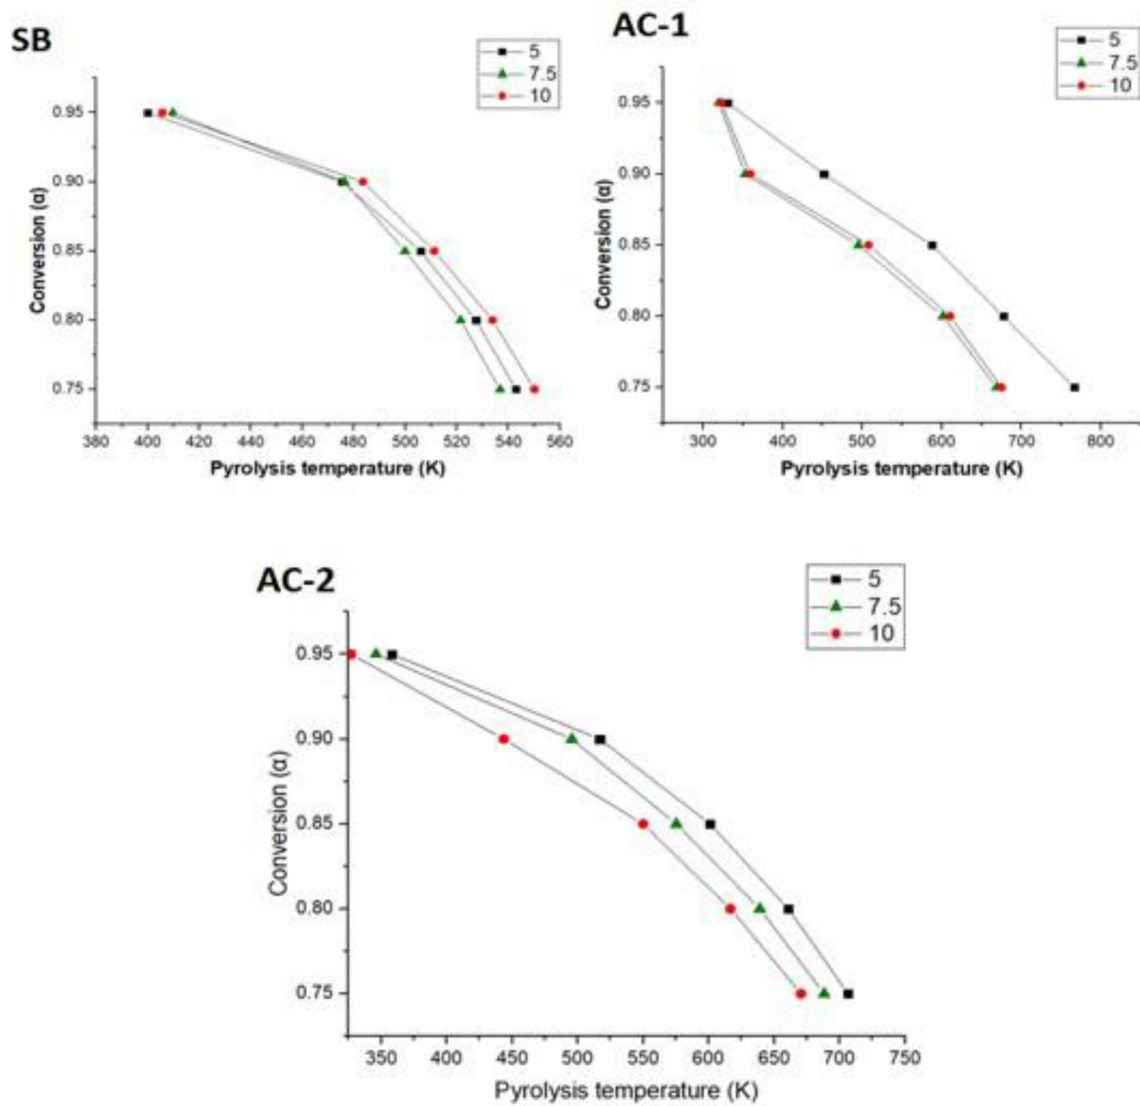 SB
5
7.5
10
0.95
0.90
0.85
0.80
0.75
Conversion (α)
380 400 420 440 460 480 500 520 540 560
Pyrolysis temperature (K)
AC-1
5
7.5
10
0.95
0.90
0.85
0.80
0.75
Conversion (α)
300 400 500 600 700 800
Pyrolysis temperature (K)
AC-2
5
7.5
10
0.95
0.90
0.85
0.80
0.75
Conversion (α)
350 400 450 500 550 600 650 700 750
Pyrolysis temperature (K)